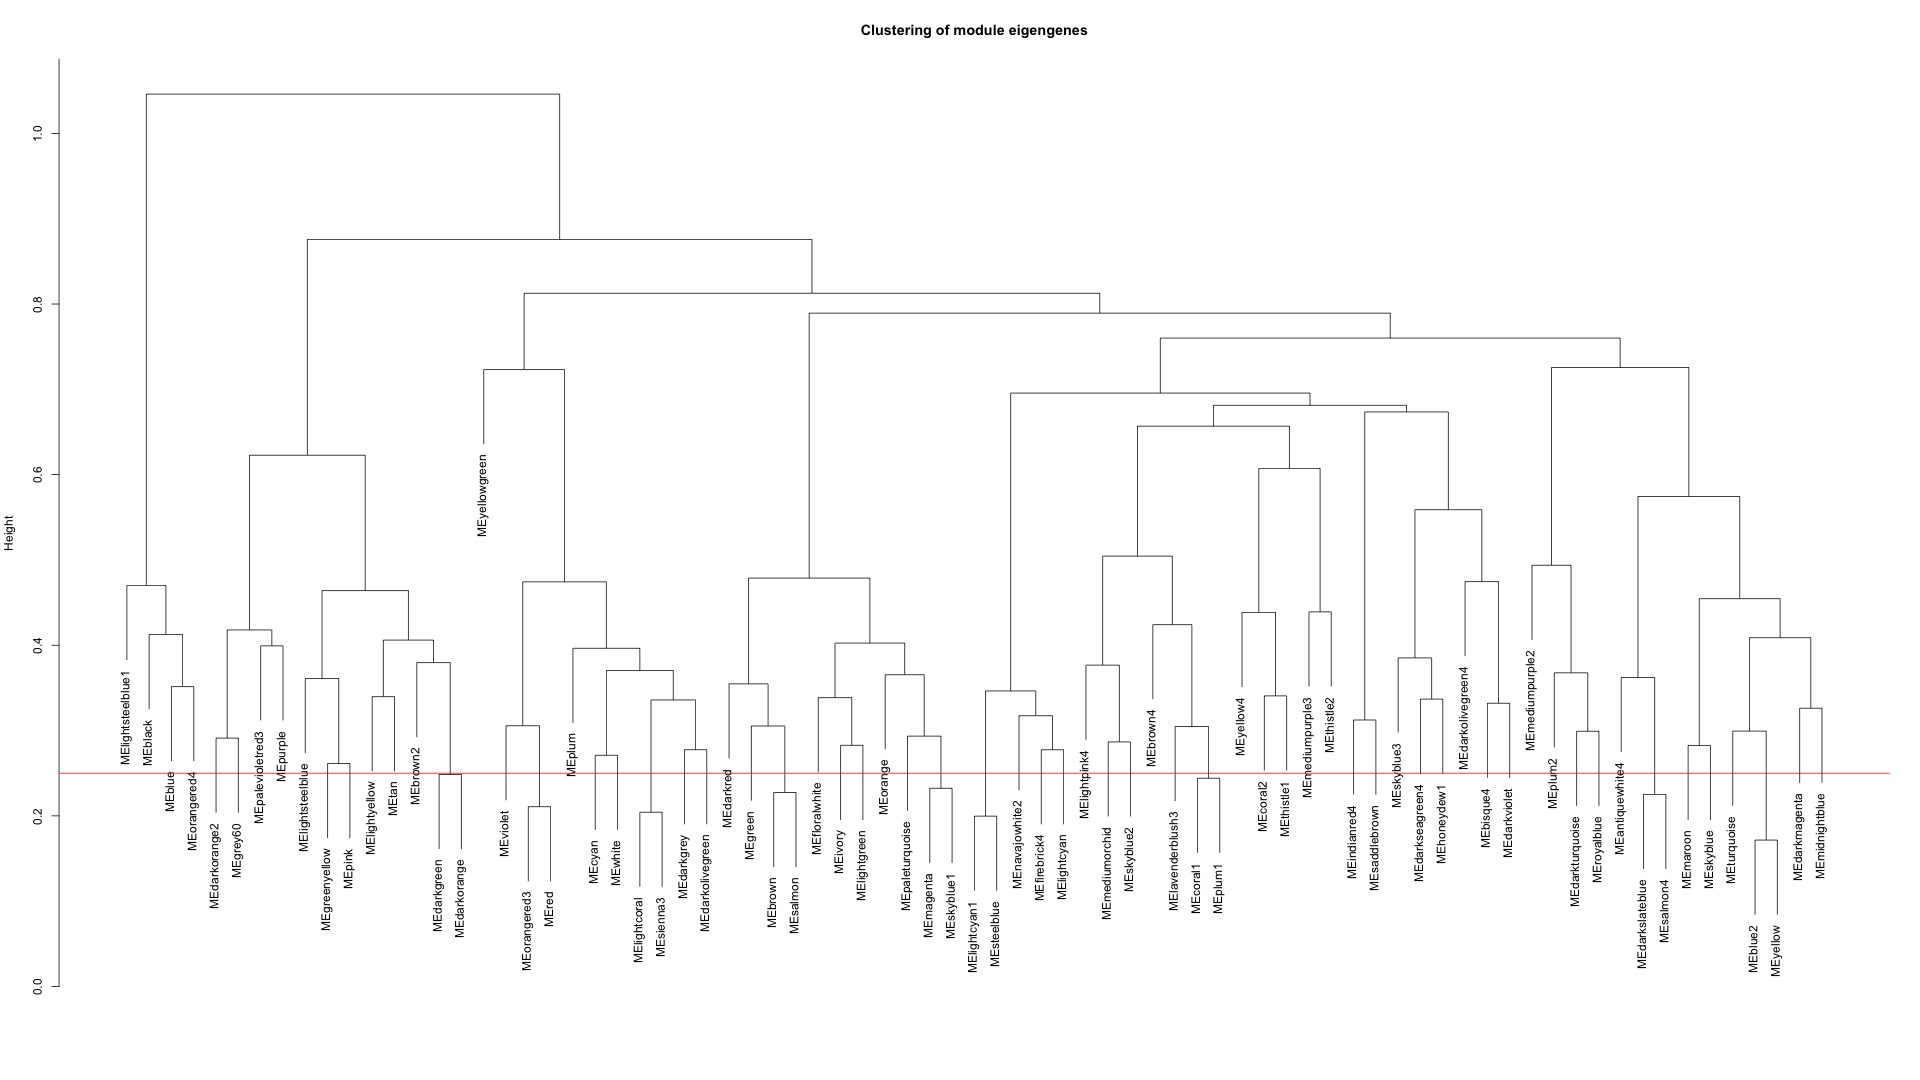 Clustering of module eigengenes
Height
1.0
0.8
0.6
0.4
0.2
0.0
MElightsteelblue1
MEblack
MEblue
MEorangered4
MEdarkorange2
MEgrey60
MEpalevioletred3
MEpurple
MElightsteelblue
MEgreenyellow
MEpink
MElightyellow
MEtan
MEbrown2
MEdarkgreen
MEdarkorange
MEyellowgreen
MEviolet
MEorangered3
MEred
MEplum
MEcyan
MEwhite
MElightcoral
MEsienna3
MEdarkgrey
MEdarkolivegreen
MEdarkred
MEgreen
MEbrown
MEsalmon
MEfloralwhite
MEivory
MElightgreen
MEorange
MEpaleturquoise
MEmagenta
MEskyblue1
MElightcyan1
MEsteelblue
MEnavajowhite2
MEfirebrick4
MElightcyan
MElightpink4
MEmediumorchid
MEskyblue2
MEbrown4
MElavenderblush3
MEcoral1
MEplum1
MEyellow4
MEcoral2
MEthistle1
MEmediumpurple3
MEthistle2
MEindianred4
MEsaddlebrown
MEskyblue3
MEdarkseagreen4
MEhoneydew1
MEdarkolivegreen4
MEbisque4
MEdarkviolet
MEmediumpurple2
MEplum2
MEdarkturquoise
MEroyalblue
MEantiquewhite4
MEdarkslateblue
MEsalmon4
MEmaroon
MEskyblue
MEturquoise
MEblue2
MEyellow
MEdarkmagenta
MEmidnightblue